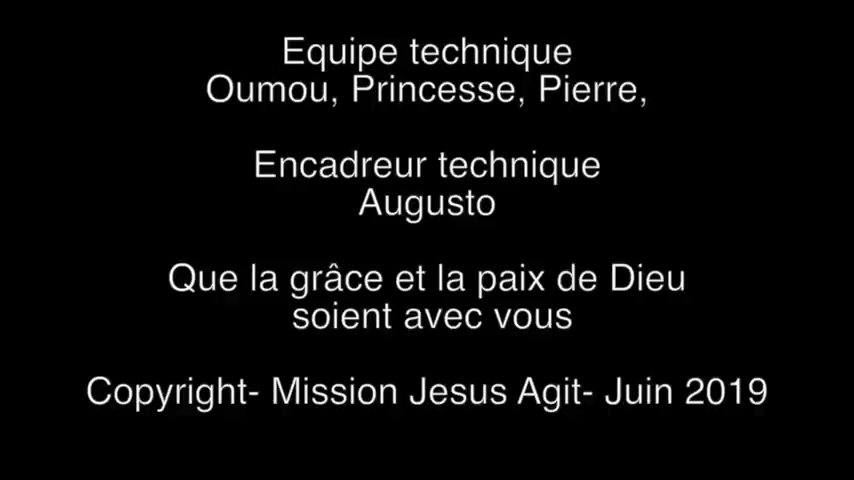 Equipe technique
Oumou, Princesse, Pierre,
Encadreur technique
Augusto
Que la grâce et la paix de Dieu
soient avec vous
Copyright- Mission Jesus Agit- Juin 2019